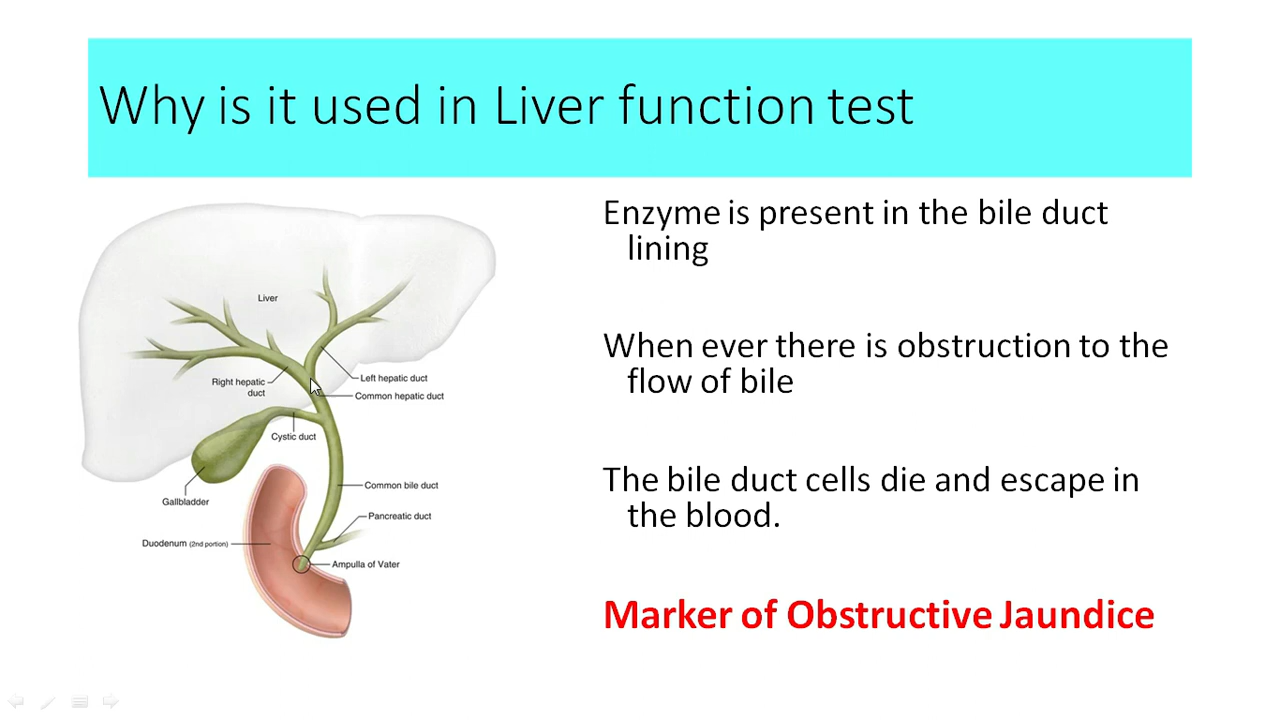 Why is it used in Liver function test
Enzyme is present in the bile duct
lining
When ever there is obstruction to the
flow of bile
The bile duct cells die and escape in
the blood.
Marker of Obstructive Jaundice
Liver
Left hepatic duct
Right hepatic
duct
Common hepatic duct
Cystic duct
Common bile duct
Gallbladder
Pancreatic duct
Duodenum (2nd portion)
Ampulla of Vater